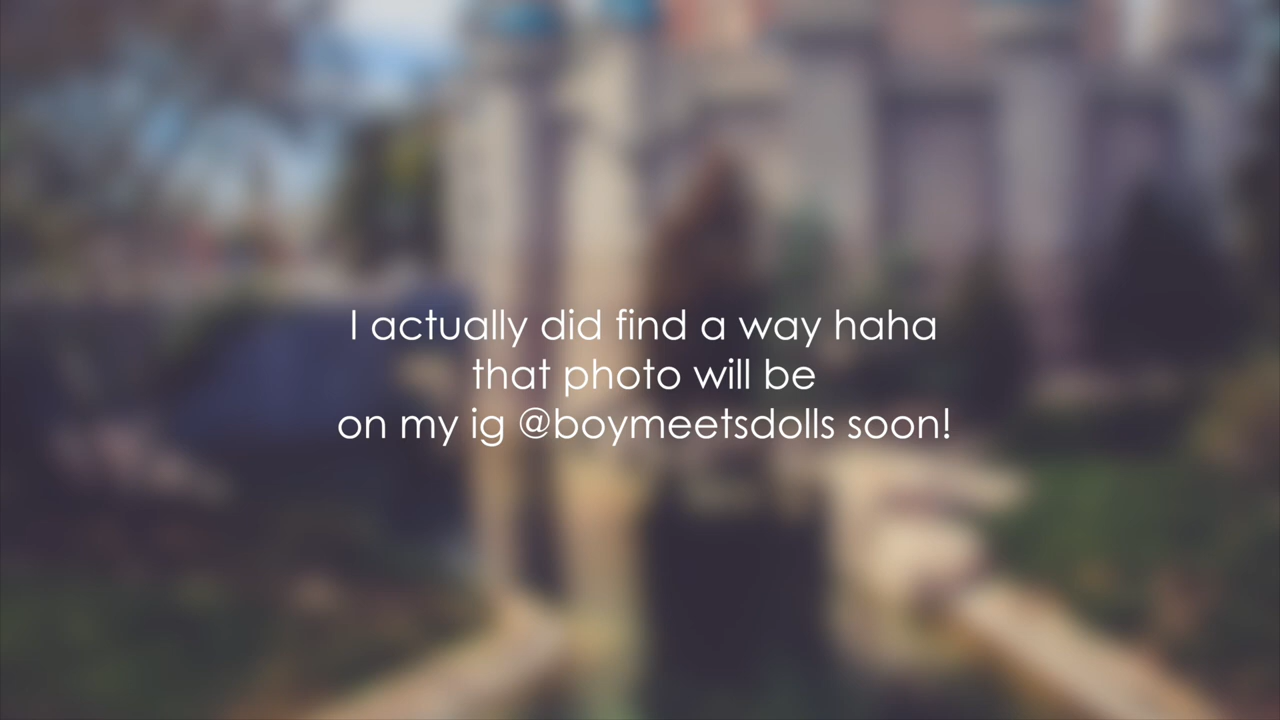 I actually did find a way haha
that photo will be
on my ig @boymeetsdolls soon!